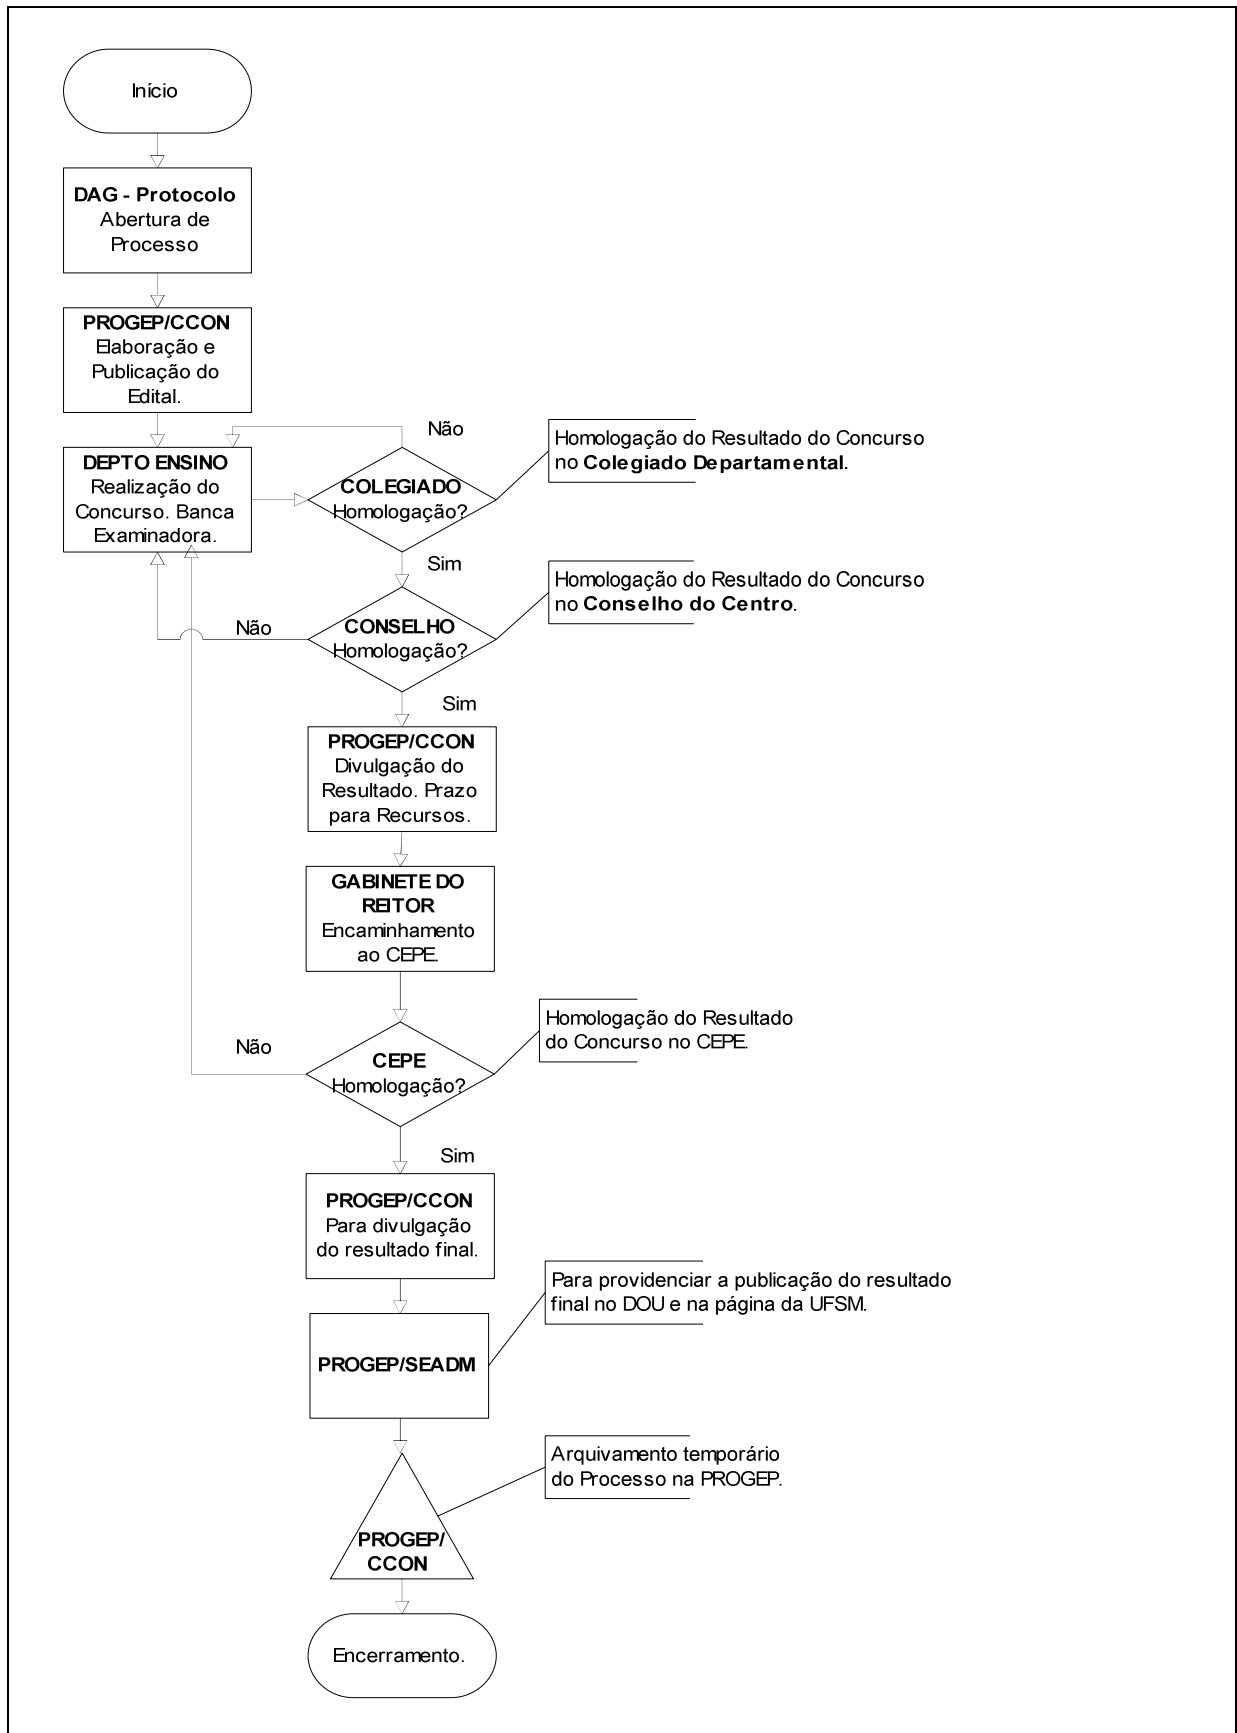 Início
DAG - Protocolo
Abertura de
Processo
PROGEP/CCON
Elaboração e
Publicação do
Edital.
DEPTO ENSINO
Realização do
Concurso. Banca
Examinadora.
Não
COLEGIADO
Homologação?
Homologação do Resultado do Concurso
no Colegiado Departamental.
Sim
Não
CONSELHO
Homologação?
Homologação do Resultado do Concurso
no Conselho do Centro.
Sim
PROGEP/CCON
Divulgação do
Resultado. Prazo
para Recursos.
GABINETE DO
REITOR
Encaminhamento
ao CEPE.
Não
CEPE
Homologação?
Homologação do Resultado
do Concurso no CEPE.
Sim
PROGEP/CCON
Para divulgação
do resultado final.
PROGEP/SEADM
Para providenciar a publicação do resultado
final no DOU e na página da UFSM.
PROGEP/
CCON
Arquivamento temporário
do Processo na PROGEP.
Encerramento.